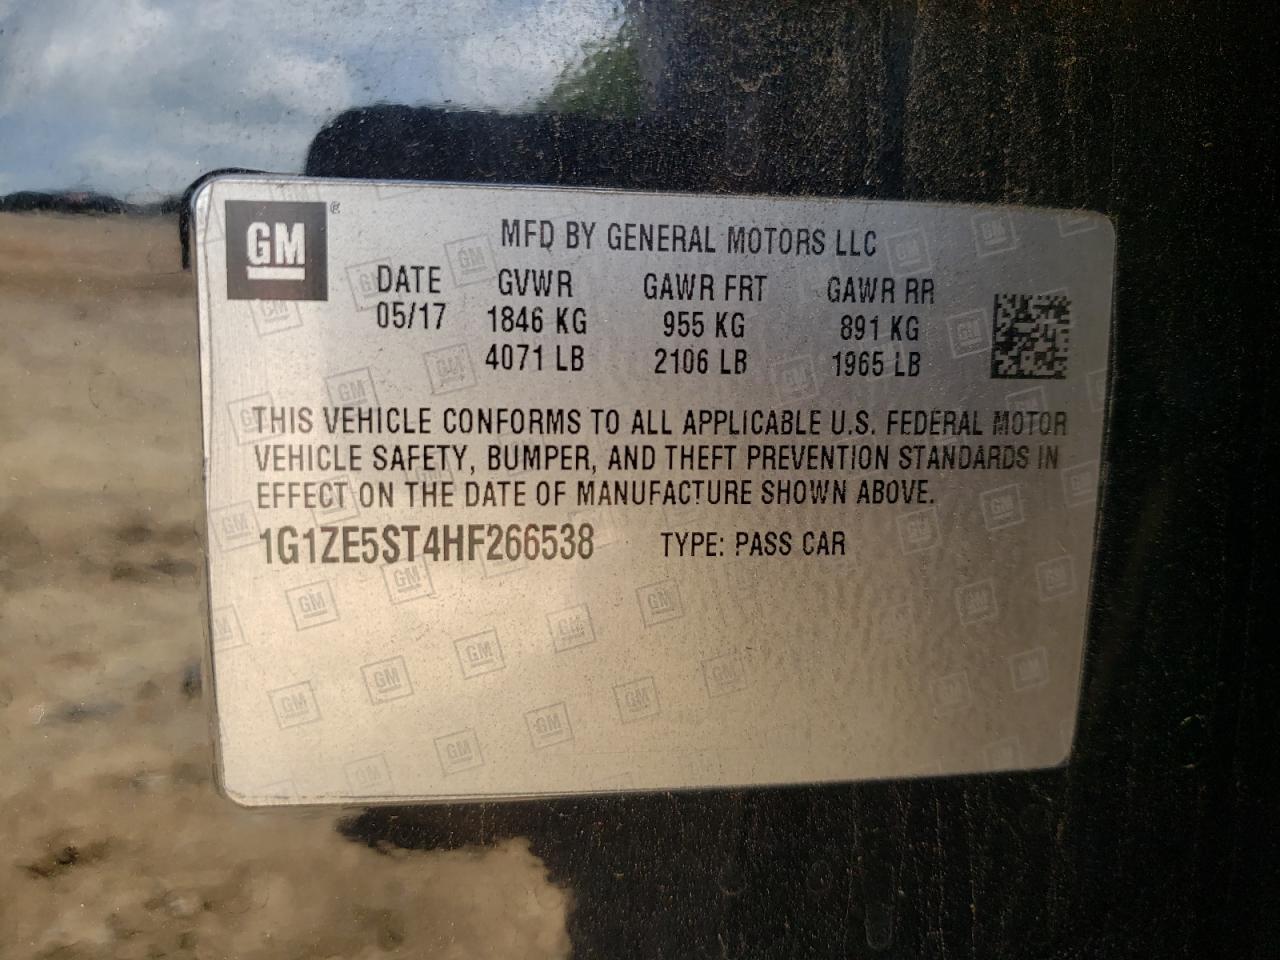 GM ®
MFD BY GENERAL MOTORS LLC
DATE GVWR GAWR FRT GAWR RR
05/17 1846 KG 955 KG 891 KG
4071 LB 2106 LB 1965 LB
THIS VEHICLE CONFORMS TO ALL APPLICABLE U.S. FEDERAL MOTOR
VEHICLE SAFETY, BUMPER, AND THEFT PREVENTION STANDARDS IN
EFFECT ON THE DATE OF MANUFACTURE SHOWN ABOVE.
1G1ZE5ST4HF266538 TYPE: PASS CAR